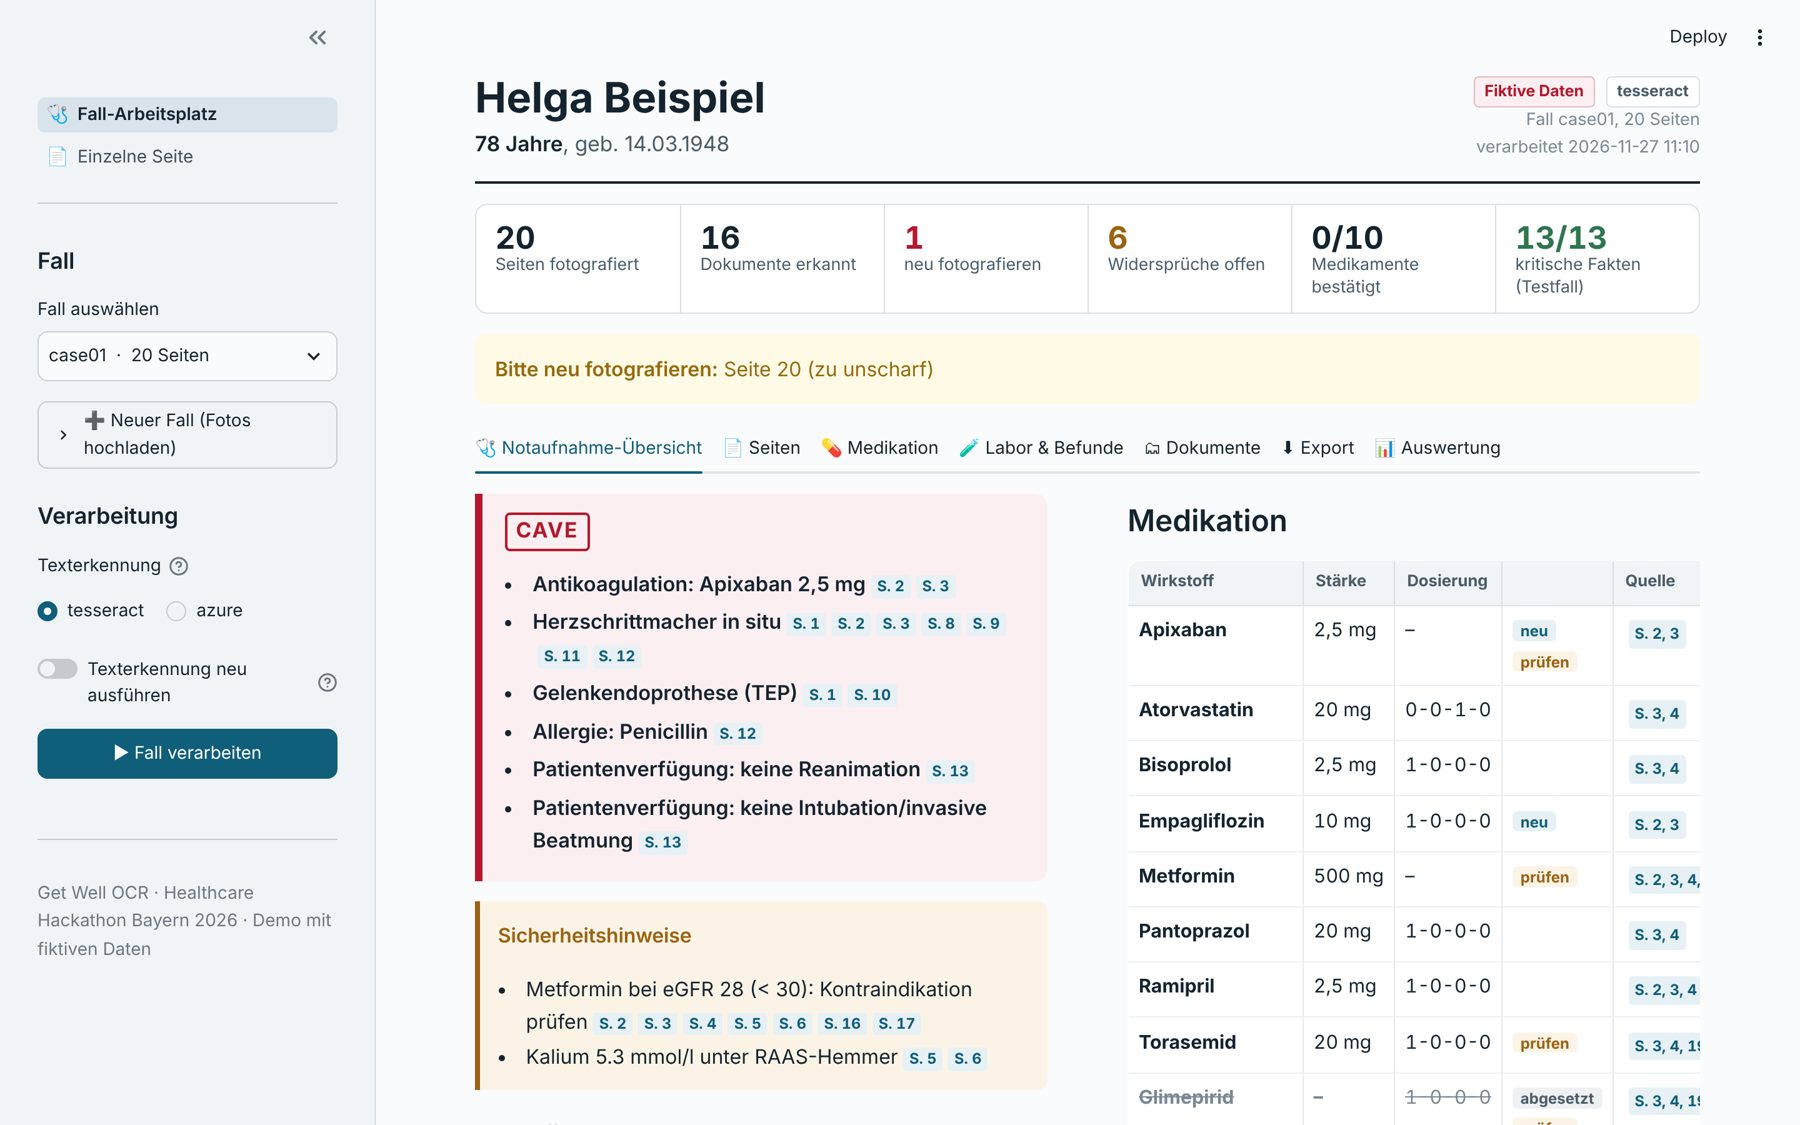 Deploy
🩺 Fall-Arbeitsplatz
📄 Einzelne Seite
Fall
Fall auswählen
case01 · 20 Seiten
➕ Neuer Fall (Fotos
hochladen)
Verarbeitung
Texterkennung
tesseract azure
Texterkennung neu
ausführen
▶ Fall verarbeiten
Get Well OCR · Healthcare
Hackathon Bayern 2026 · Demo mit
fiktiven Daten
Helga Beispiel
78 Jahre, geb. 14.03.1948
Fiktive Daten tesseract
Fall case01, 20 Seiten
verarbeitet 2026-11-27 11:10
20
Seiten fotografiert
16
Dokumente erkannt
1
neu fotografieren
6
Widersprüche offen
0/10
Medikamente
bestätigt
13/13
kritische Fakten
(Testfall)
Bitte neu fotografieren: Seite 20 (zu unscharf)
🩺 Notaufnahme-Übersicht 📄 Seiten 💊 Medikation 🧪 Labor & Befunde 🗂 Dokumente ⬇ Export 📊 Auswertung
CAVE
• Antikoagulation: Apixaban 2,5 mg S. 2 S. 3
• Herzschrittmacher in situ S. 1 S. 2 S. 3 S. 8 S. 9
S. 11 S. 12
• Gelenkendoprothese (TEP) S. 1 S. 10
• Allergie: Penicillin S. 12
• Patientenverfügung: keine Reanimation S. 13
• Patientenverfügung: keine Intubation/invasive
Beatmung S. 13
Sicherheitshinweise
• Metformin bei eGFR 28 (< 30): Kontraindikation
prüfen S. 2 S. 3 S. 4 S. 5 S. 6 S. 16 S. 17
• Kalium 5.3 mmol/l unter RAAS-Hemmer S. 5 S. 6
Medikation
Wirkstoff Stärke Dosierung Quelle
Apixaban 2,5 mg – neu S. 2, 3
prüfen
Atorvastatin 20 mg 0-0-1-0 S. 3, 4
Bisoprolol 2,5 mg 1-0-0-0 S. 3, 4
Empagliflozin 10 mg 1-0-0-0 neu S. 2, 3
Metformin 500 mg – prüfen S. 2, 3, 4,
Pantoprazol 20 mg 1-0-0-0 S. 3, 4
Ramipril 2,5 mg 1-0-0-0 S. 2, 3, 4
Torasemid 20 mg 1-0-0-0 prüfen S. 3, 4, 19
Glimepirid – 1-0-0-0 abgesetzt S. 3, 4, 19